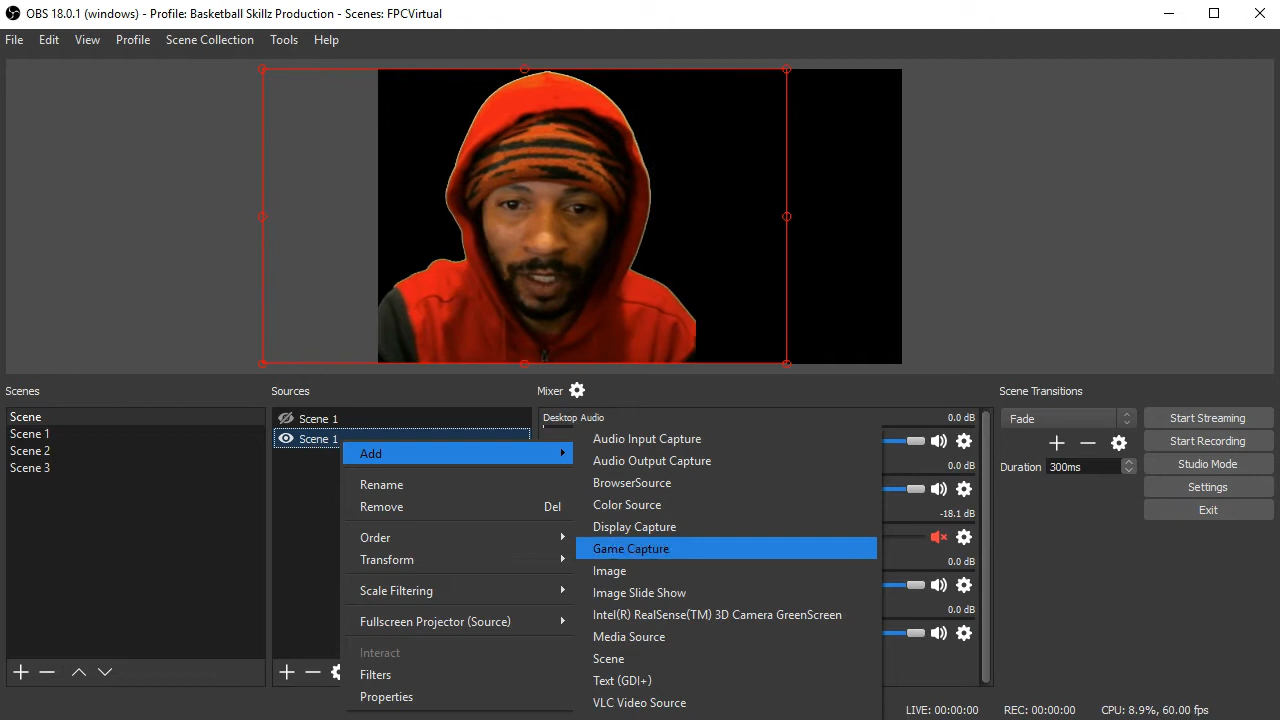 OBS 18.0.1 (windows) - Profile: Basketball Skillz Production - Scenes: FPCVirtual
File Edit View Profile Scene Collection Tools Help
Scenes
Scene
Scene 1
Scene 2
Scene 3
Sources
Scene 1
Scene 1
Add
Rename
Remove Del
Order
Transform
Scale Filtering
Fullscreen Projector (Source)
Interact
Filters
Properties
Audio Input Capture
Audio Output Capture
BrowserSource
Color Source
Display Capture
Game Capture
Image
Image Slide Show
Intel(R) RealSense(TM) 3D Camera GreenScreen
Media Source
Scene
Text (GDI+)
VLC Video Source
Mixer
Desktop Audio 0.0 dB
0.0 dB
-18.1 dB
0.0 dB
0.0 dB
Scene Transitions
Fade
Duration 300ms
Start Streaming
Start Recording
Studio Mode
Settings
Exit
LIVE: 00:00:00 REC: 00:00:00 CPU: 8.9%, 60.00 fps